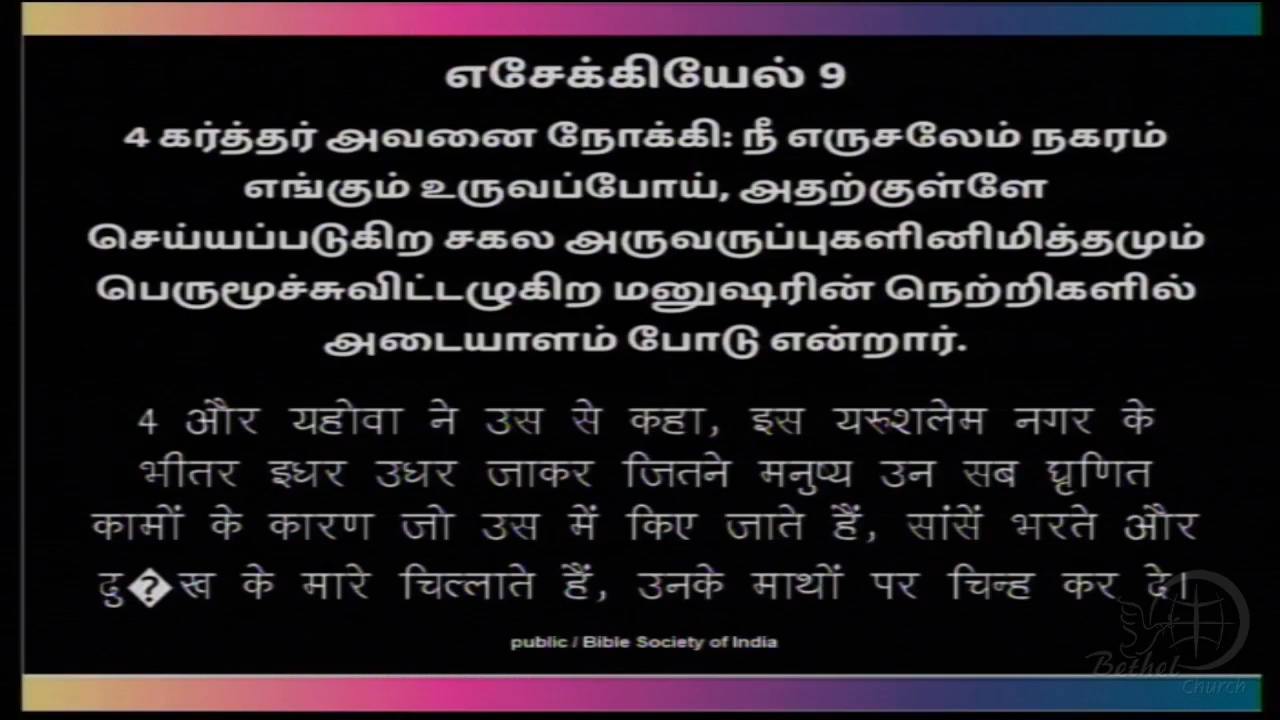 எசேக்கியேல் 9
4 கர்த்தர் அவனை நோக்கி: நீ எருசலேம் நகரம்
எங்கும் உருவப்போய், அதற்குள்ளே
செய்யப்படுகிற சகல அருவருப்புகளினிமித்தமும்
பெருமூச்சுவிட்டழுகிற மனுஷரின் நெற்றிகளில்
அடையாளம் போடு என்றார்.
4 और यहोवा ने उस से कहा, इस यरुशलेम नगर के
भीतर इधर उधर जाकर जितने मनुष्य उन सब घृणित
कामों के कारण जो उस में किए जाते हैं, सांसें भरते और
दु�ख के मारे चिल्लाते हैं, उनके माथों पर चिन्ह कर दे।
public / Bible Society of India
Bethel
Church